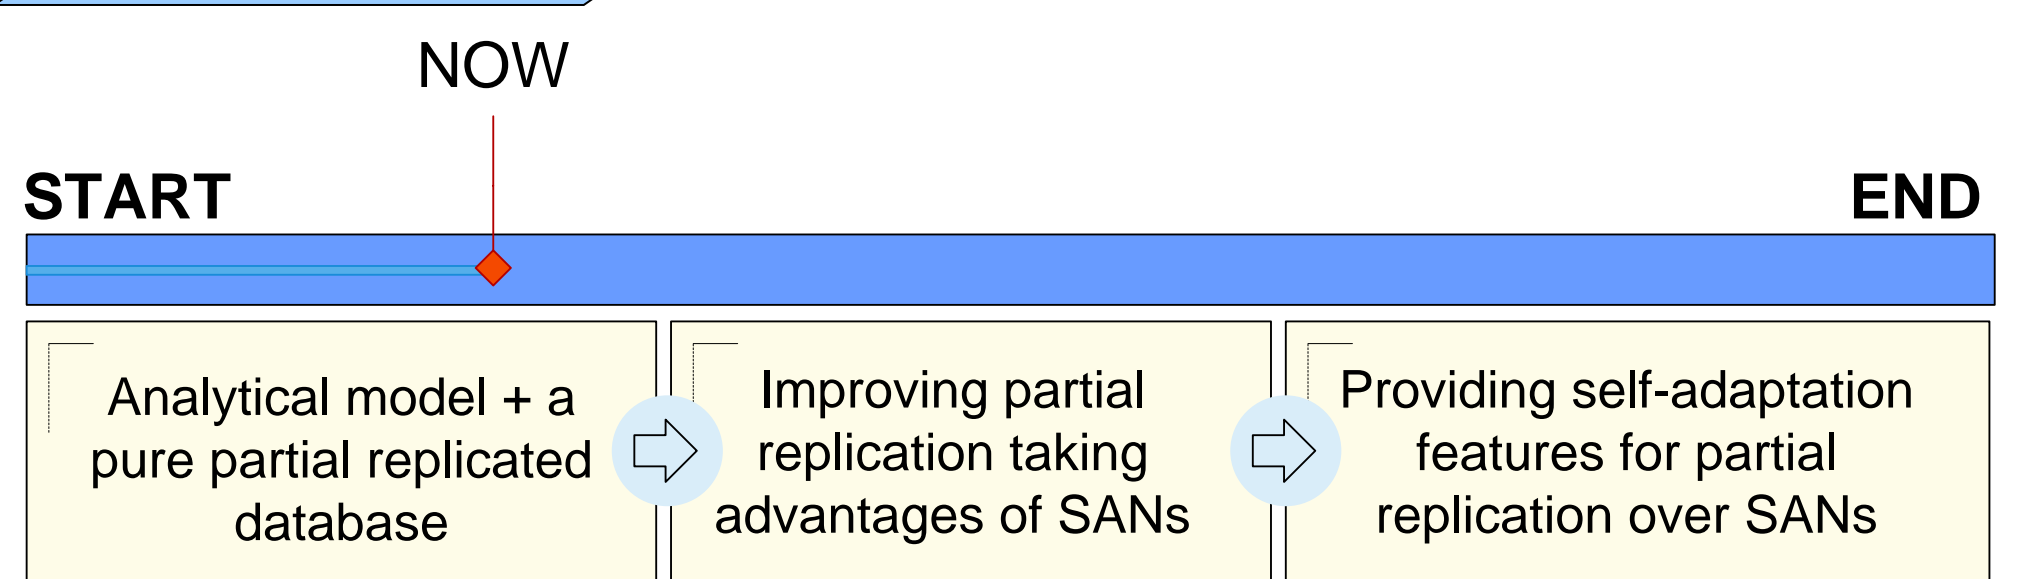 NOW
START
END
Analytical model + a
pure partial replicated
database
Improving partial
replication taking
advantages of SANs
Providing self-adaptation
features for partial
replication over SANs